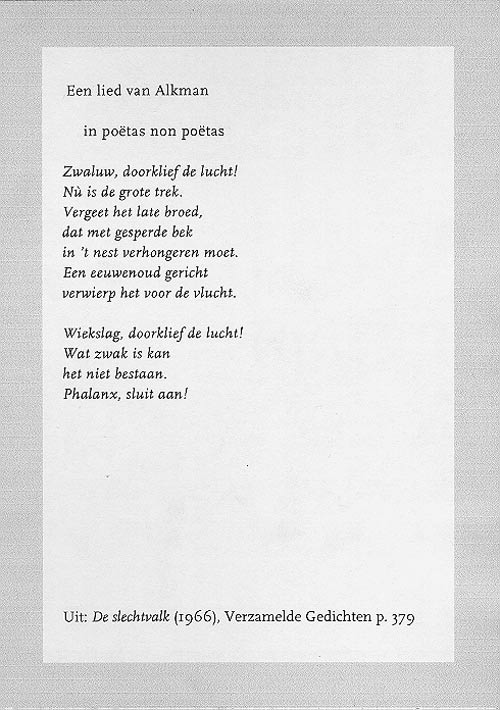 Een lied van Alkman
in poëtas non poëtas
Zwaluw, doorklief de lucht!
Nù is de grote trek.
Vergeet het late broed,
dat met gesperde bek
in 't nest verhongeren moet.
Een eeuwenoud gericht
verwierp het voor de vlucht.
Wiekslag, doorklief de lucht!
Wat zwak is kan
het niet bestaan.
Phalanx, sluit aan!
Uit: De slechtvalk (1966), Verzamelde Gedichten p. 379